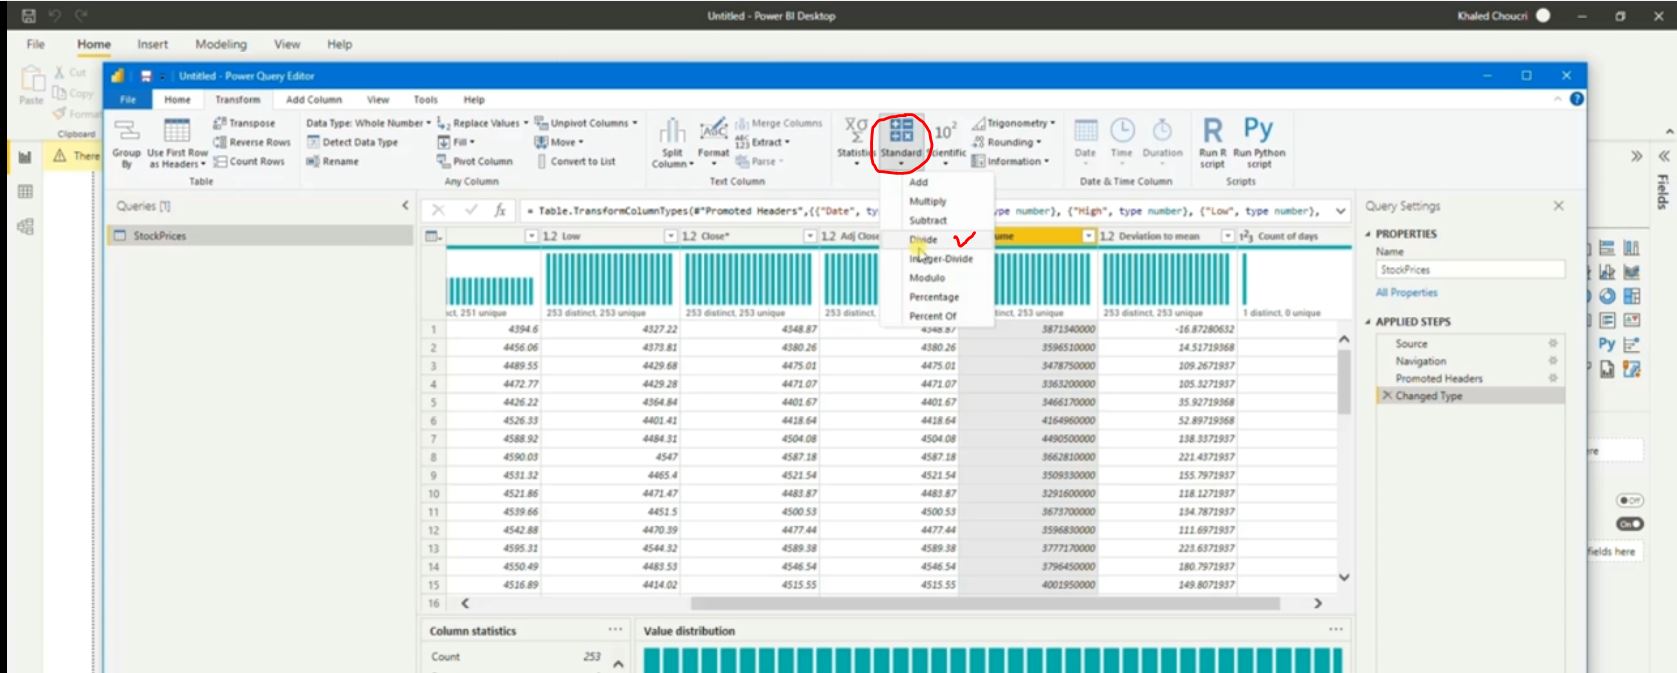 Untitled - Power BI Desktop
Khaled Choucri
File Home Insert Modeling View Help
Paste
Cut
Copy
Format
Clipboard
There
Untitled - Power Query Editor
File Home Transform Add Column View Tools Help
Group By
Use First Row as Headers
Transpose
Reverse Rows
Count Rows
Table
Data Type: Whole Number
Detect Data Type
Rename
Replace Values
Fill
Pivot Column
Unpivot Columns
Move
Convert to List
Any Column
Split Column
Format
ABC
Merge Columns
Extract
Parse
Text Column
Statistics
Standard
Scientific
10²
Trigonometry
Rounding
Information
Date
Time
Duration
Date & Time Column
R
Run R script
Py
Run Python script
Scripts
Add
Multiply
Subtract
Divide
Integer-Divide
Modulo
Percentage
Percent Of
Fields
Queries [1]
StockPrices
fx
= Table.TransformColumnTypes(#"Promoted Headers",{{"Date", ty
pe number}, {"High", type number}, {"Low", type number},
1.2 Low 1.2 Close* 1.2 Adj Close ume 1.2 Deviation to mean 1²3 Count of days
ct, 251 unique 253 distinct, 253 unique 253 distinct, 253 unique 253 distinct, inct, 253 unique 253 distinct, 253 unique 1 distinct, 0 unique
1 4394.6 4327.22 4348.87 4348.87 3871340000 -16.87280632
2 4456.06 4373.81 4380.26 4380.26 3596510000 14.51719368
3 4489.55 4429.68 4475.01 4475.01 3478750000 109.2671937
4 4472.77 4429.28 4471.07 4471.07 3363200000 105.3271937
5 4426.22 4364.84 4401.67 4401.67 3466170000 35.92719368
6 4526.33 4401.41 4418.64 4418.64 4164960000 52.89719368
7 4588.92 4484.31 4504.08 4504.08 4490500000 138.3371937
8 4590.03 4547 4587.18 4587.18 3662810000 221.4371937
9 4531.32 4465.4 4521.54 4521.54 3509330000 155.7971937
10 4521.86 4471.47 4483.87 4483.87 3291600000 118.1271937
11 4539.66 4451.5 4500.53 4500.53 3673700000 134.7871937
12 4542.88 4470.39 4477.44 4477.44 3596830000 111.6971937
13 4595.31 4544.32 4589.38 4589.38 3777170000 223.6371937
14 4550.49 4483.53 4546.54 4546.54 3796450000 180.7971937
15 4516.89 4414.02 4515.55 4515.55 4001950000 149.8071937
16
Column statistics
Count 253
Value distribution
Query Settings
PROPERTIES
Name
StockPrices
All Properties
APPLIED STEPS
Source
Navigation
Promoted Headers
Changed Type
Py
ere
Off
On
fields here